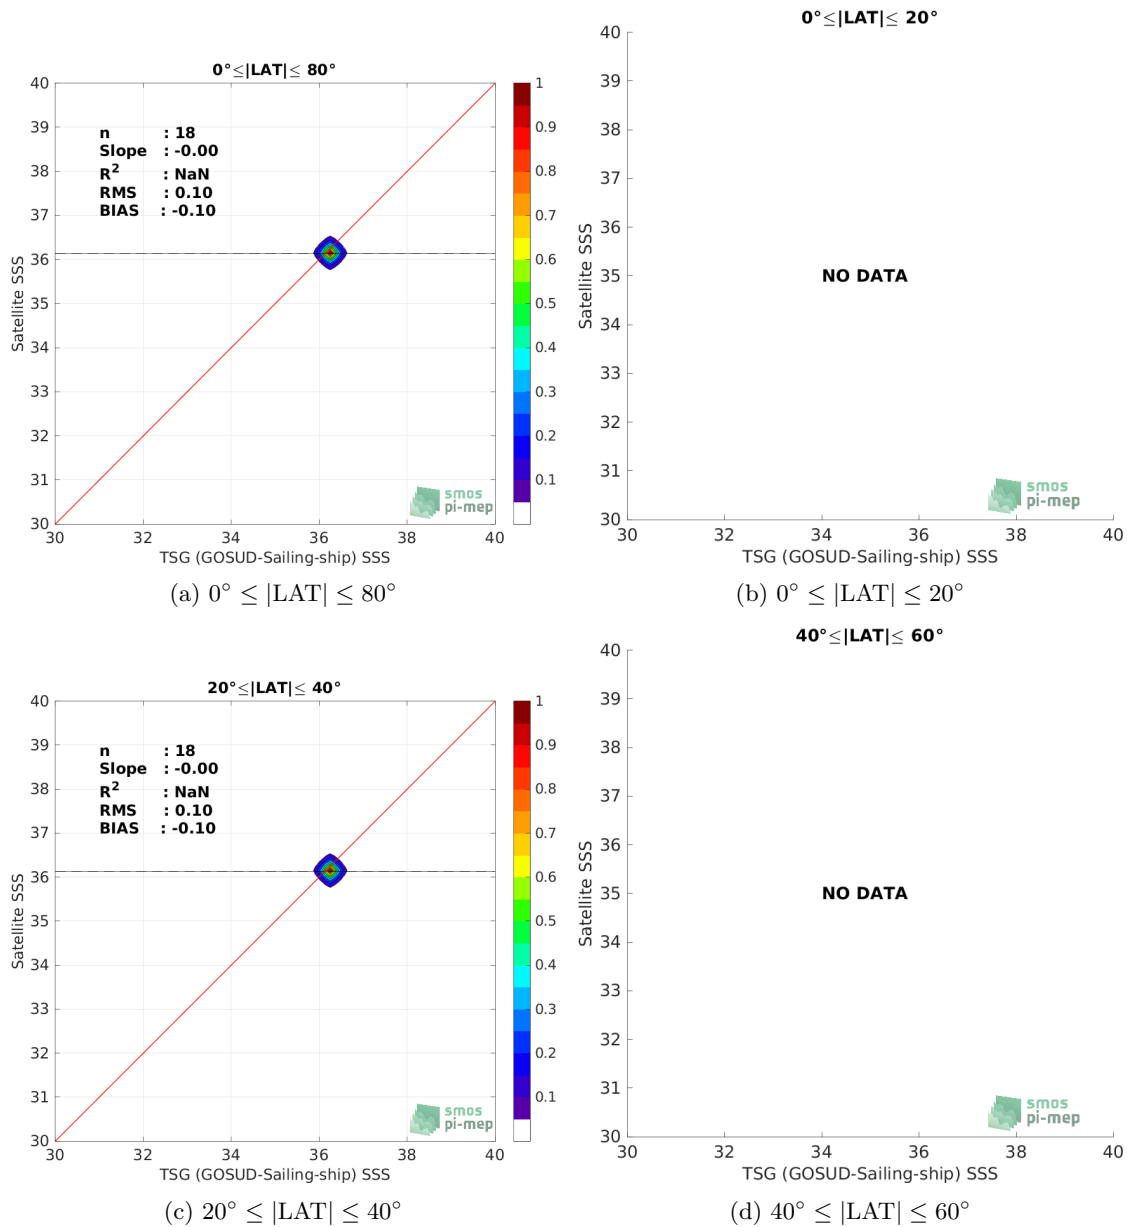 0°≤|LAT|≤ 80°
40
39
38
37
36
35
34
33
32
31
30
n : 18
Slope : -0.00
R² : NaN
RMS : 0.10
BIAS : -0.10
Satellite SSS
30 32 34 36 38 40
TSG (GOSUD-Sailing-ship) SSS
smos
pi-mep
1
0.9
0.8
0.7
0.6
0.5
0.4
0.3
0.2
0.1
(a) 0° ≤ |LAT| ≤ 80°
0°≤|LAT|≤ 20°
40
39
38
37
36
35
34
33
32
31
30
Satellite SSS
NO DATA
smos
pi-mep
30 32 34 36 38 40
TSG (GOSUD-Sailing-ship) SSS
(b) 0° ≤ |LAT| ≤ 20°
20°≤|LAT|≤ 40°
40
39
38
37
36
35
34
33
32
31
30
n : 18
Slope : -0.00
R² : NaN
RMS : 0.10
BIAS : -0.10
Satellite SSS
30 32 34 36 38 40
TSG (GOSUD-Sailing-ship) SSS
smos
pi-mep
1
0.9
0.8
0.7
0.6
0.5
0.4
0.3
0.2
0.1
(c) 20° ≤ |LAT| ≤ 40°
40°≤|LAT|≤ 60°
40
39
38
37
36
35
34
33
32
31
30
Satellite SSS
NO DATA
smos
pi-mep
30 32 34 36 38 40
TSG (GOSUD-Sailing-ship) SSS
(d) 40° ≤ |LAT| ≤ 60°